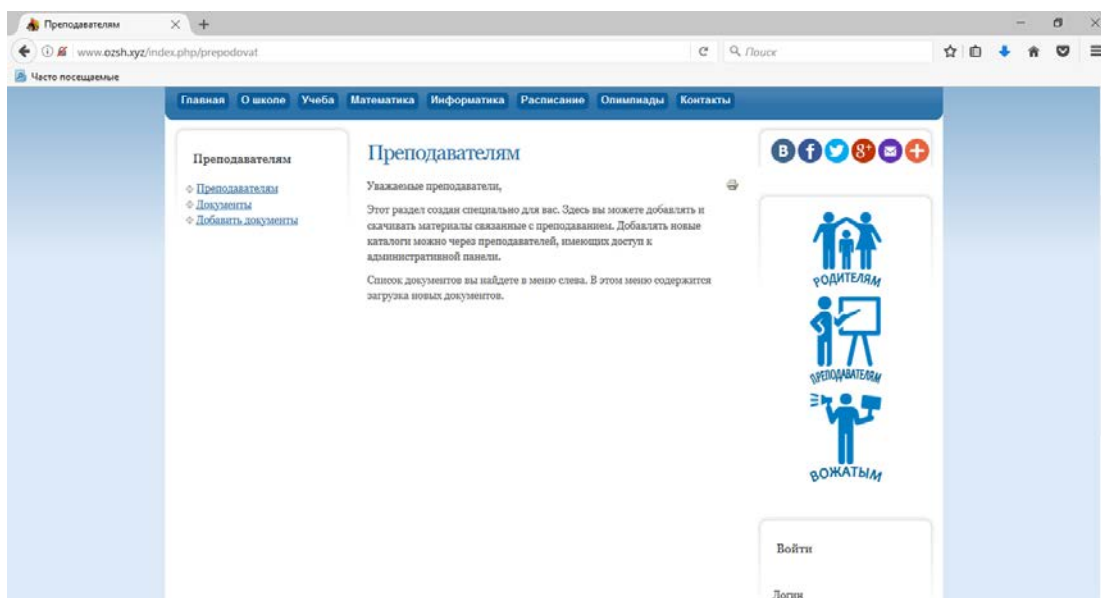 Преподавателям
www.ozsh.xyz/index.php/prepodovat
Поиск
Часто посещаемые
Главная О школе Учеба Математика Информатика Расписание Олимпиады Контакты
Преподавателям
Преподавателям
Документы
Добавить документы
Преподавателям
Уважаемые преподаватели,
Этот раздел создан специально для вас. Здесь вы можете добавлять и
скачивать материалы связанные с преподаванием. Добавлять новые
каталоги можно через преподавателей, имеющих доступ к
административной панели.
Список документов вы найдете в меню слева. В этом меню содержится
загрузка новых документов.
РОДИТЕЛЯМ
ПРЕПОДАВАТЕЛЯМ
ВОЖАТЫМ
Войти
Логин